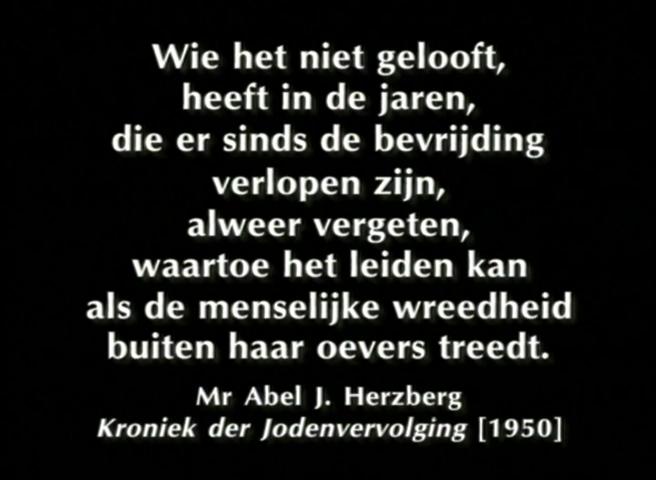 Wie het niet gelooft,
heeft in de jaren,
die er sinds de bevrijding
verlopen zijn,
alweer vergeten,
waartoe het leiden kan
als de menselijke wreedheid
buiten haar oevers treedt.
Mr Abel J. Herzberg
Kroniek der Jodenvervolging [1950]